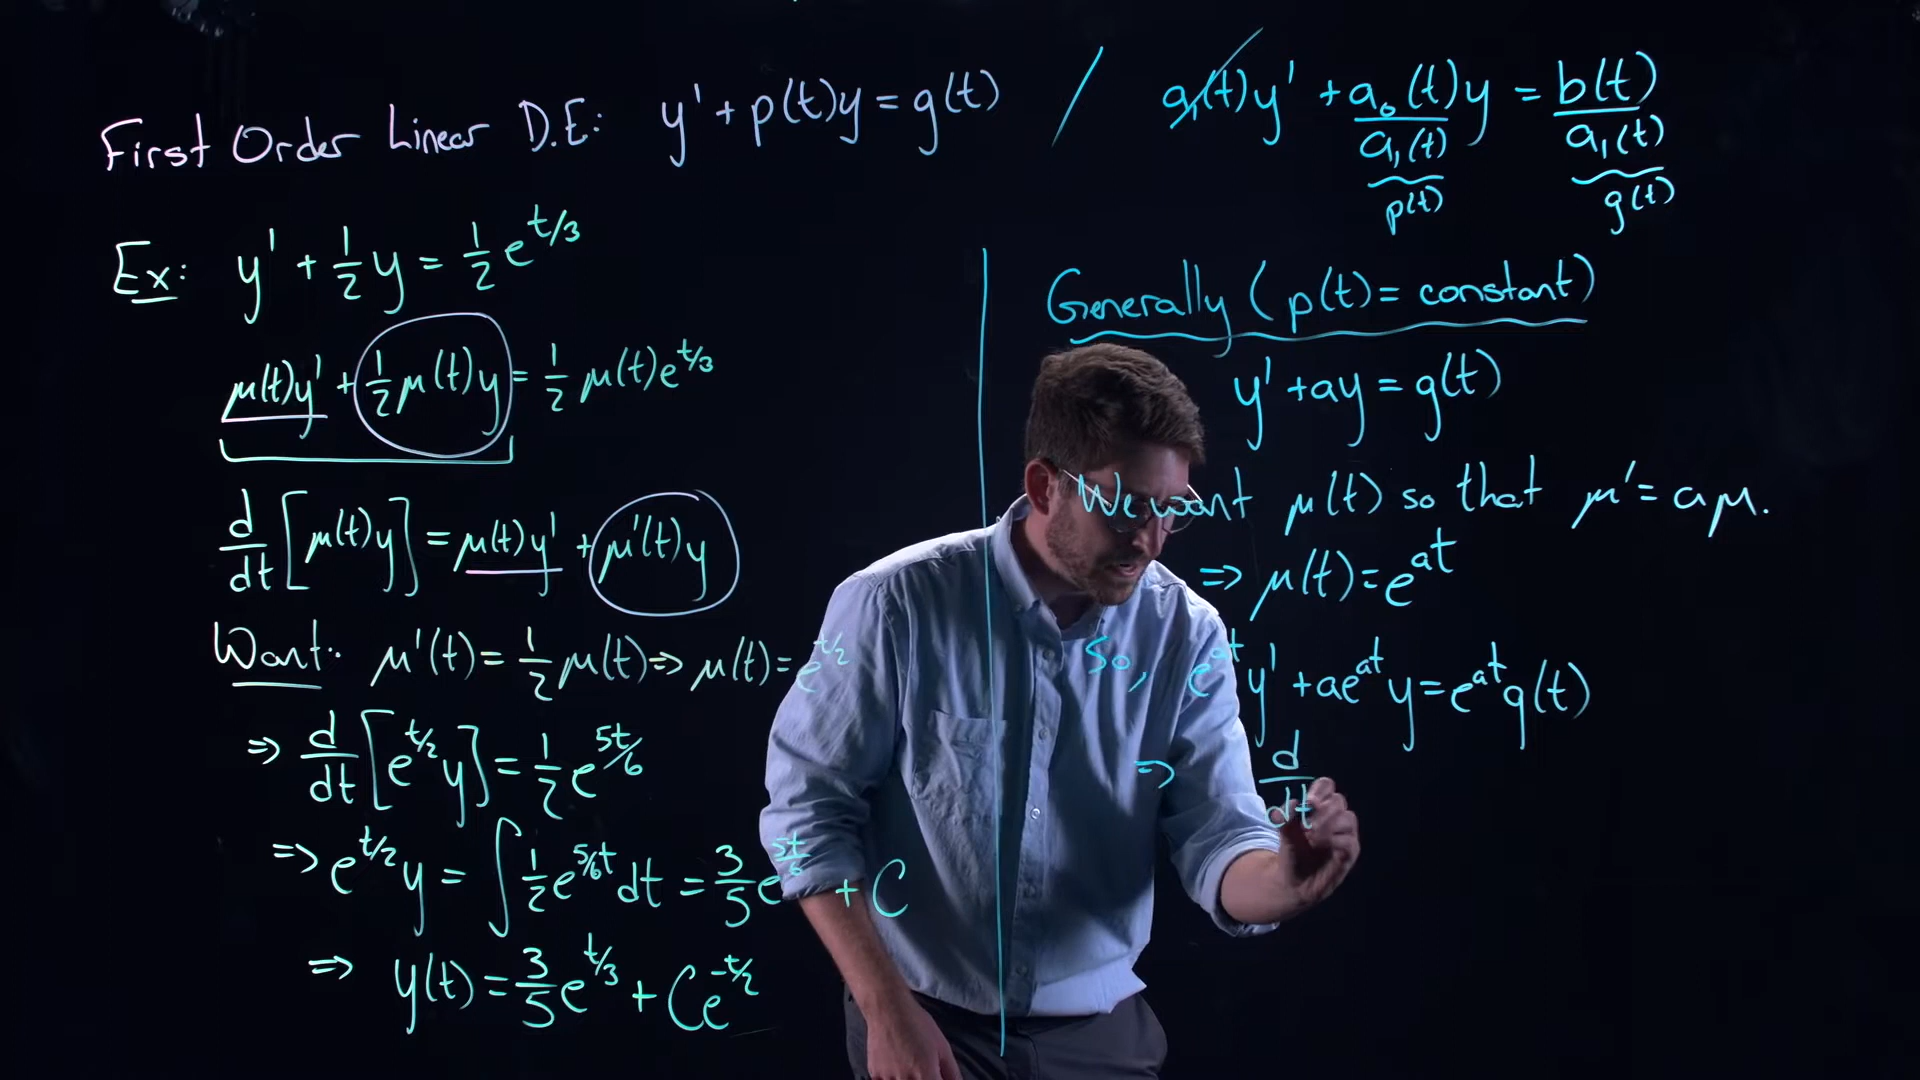 First Order Linear D.E: y' + p(t)y = g(t) / a₁(t)y' + a₀(t)y/a₁(t) = b(t)/a₁(t)
p(t) g(t)
Ex: y' + 1/2 y = 1/2 e^{t/3}
μ(t)y' + 1/2 μ(t)y = 1/2 μ(t)e^{t/3}
d/dt [μ(t)y] = μ(t)y' + μ'(t)y
Want: μ'(t) = 1/2 μ(t) ⇒ μ(t) = e^{t/2}
⇒ d/dt [e^{t/2} y] = 1/2 e^{5t/6}
⇒ e^{t/2} y = ∫ 1/2 e^{5/6 t} dt = 3/5 e^{5t/6} + C
⇒ y(t) = 3/5 e^{t/3} + Ce^{-t/2}
Generally (p(t) = constant)
y' + ay = g(t)
We want μ(t) so that μ' = aμ.
⇒ μ(t) = e^{at}
So, e^{at} y' + ae^{at} y = e^{at} g(t)
⇒ d/dt